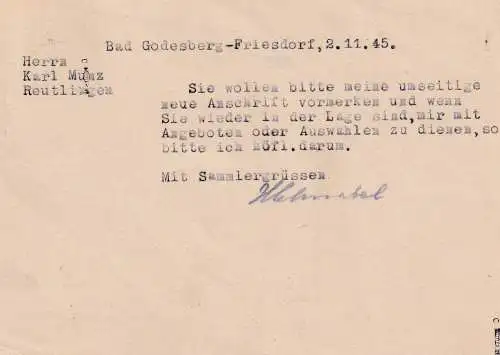 Bad Godesberg-Friesdorf,2.11.45.
Herrn
Karl Munz
Reutlingen
Sie wollen bitte meine umseitige
neue Anschrift vormerken und wenn
Sie wieder in der Lage sind,mir mit
Angeboten oder Auswahlen zu dienen,so
bitte ich höfl.darum.
Mit Sammlergrüssen